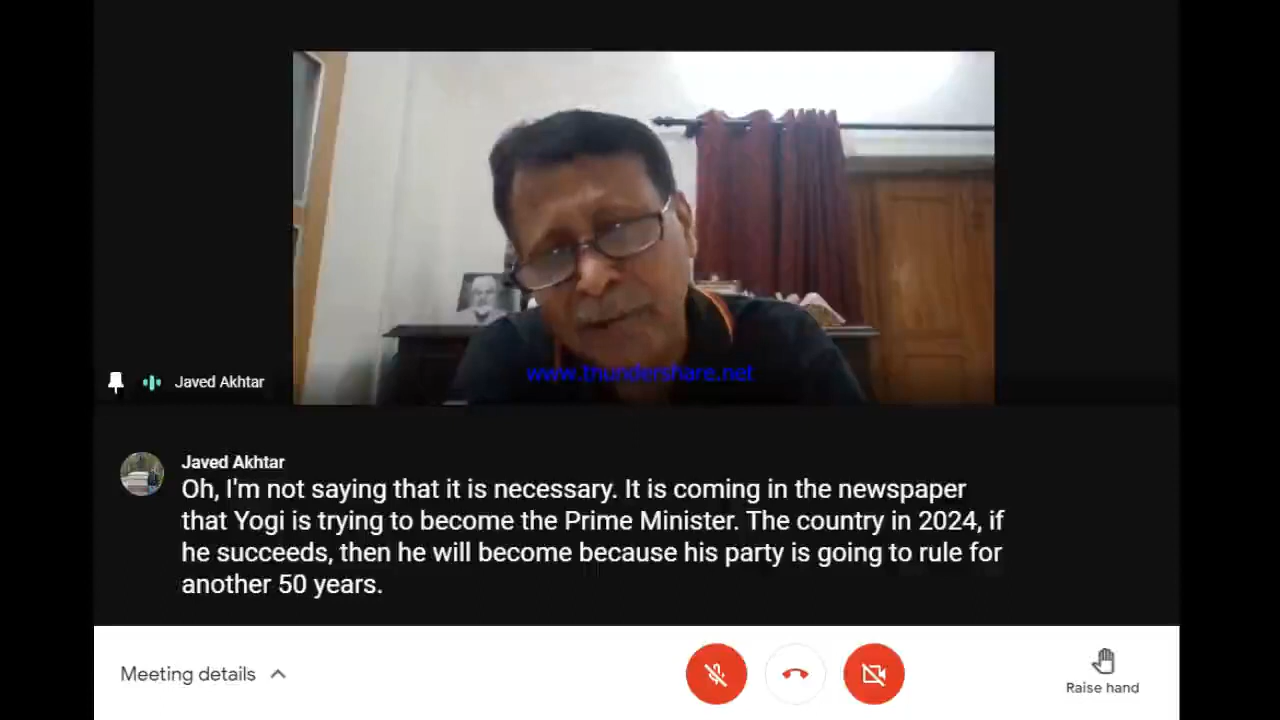 www.thundershare.net
Javed Akhtar
Javed Akhtar
Oh, I'm not saying that it is necessary. It is coming in the newspaper
that Yogi is trying to become the Prime Minister. The country in 2024, if
he succeeds, then he will become because his party is going to rule for
another 50 years.
Meeting details
Raise hand